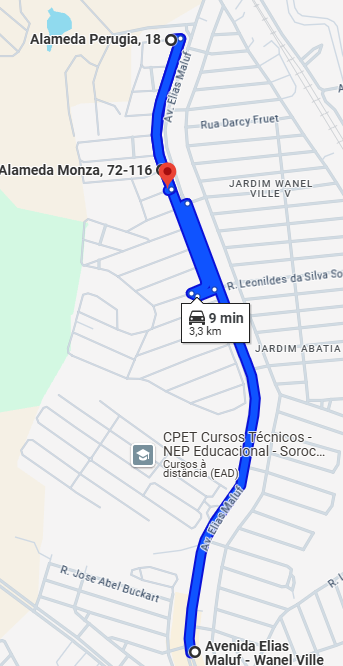 Alameda Perugia, 18
Av. Elias Maluf
Rua Darcy Fruet
Alameda Monza, 72-116
JARDIM WANEL
VILLE V
R. Leonildes da Silva So
9 min
3,3 km
JARDIM ABATIA
CPET Cursos Técnicos -
NEP Educacional - Soroc...
Cursos à
distância (EAD)
Av. Elias Maluf
R. Jose Abel Buckart
Avenida Elias
Maluf - Wanel Ville